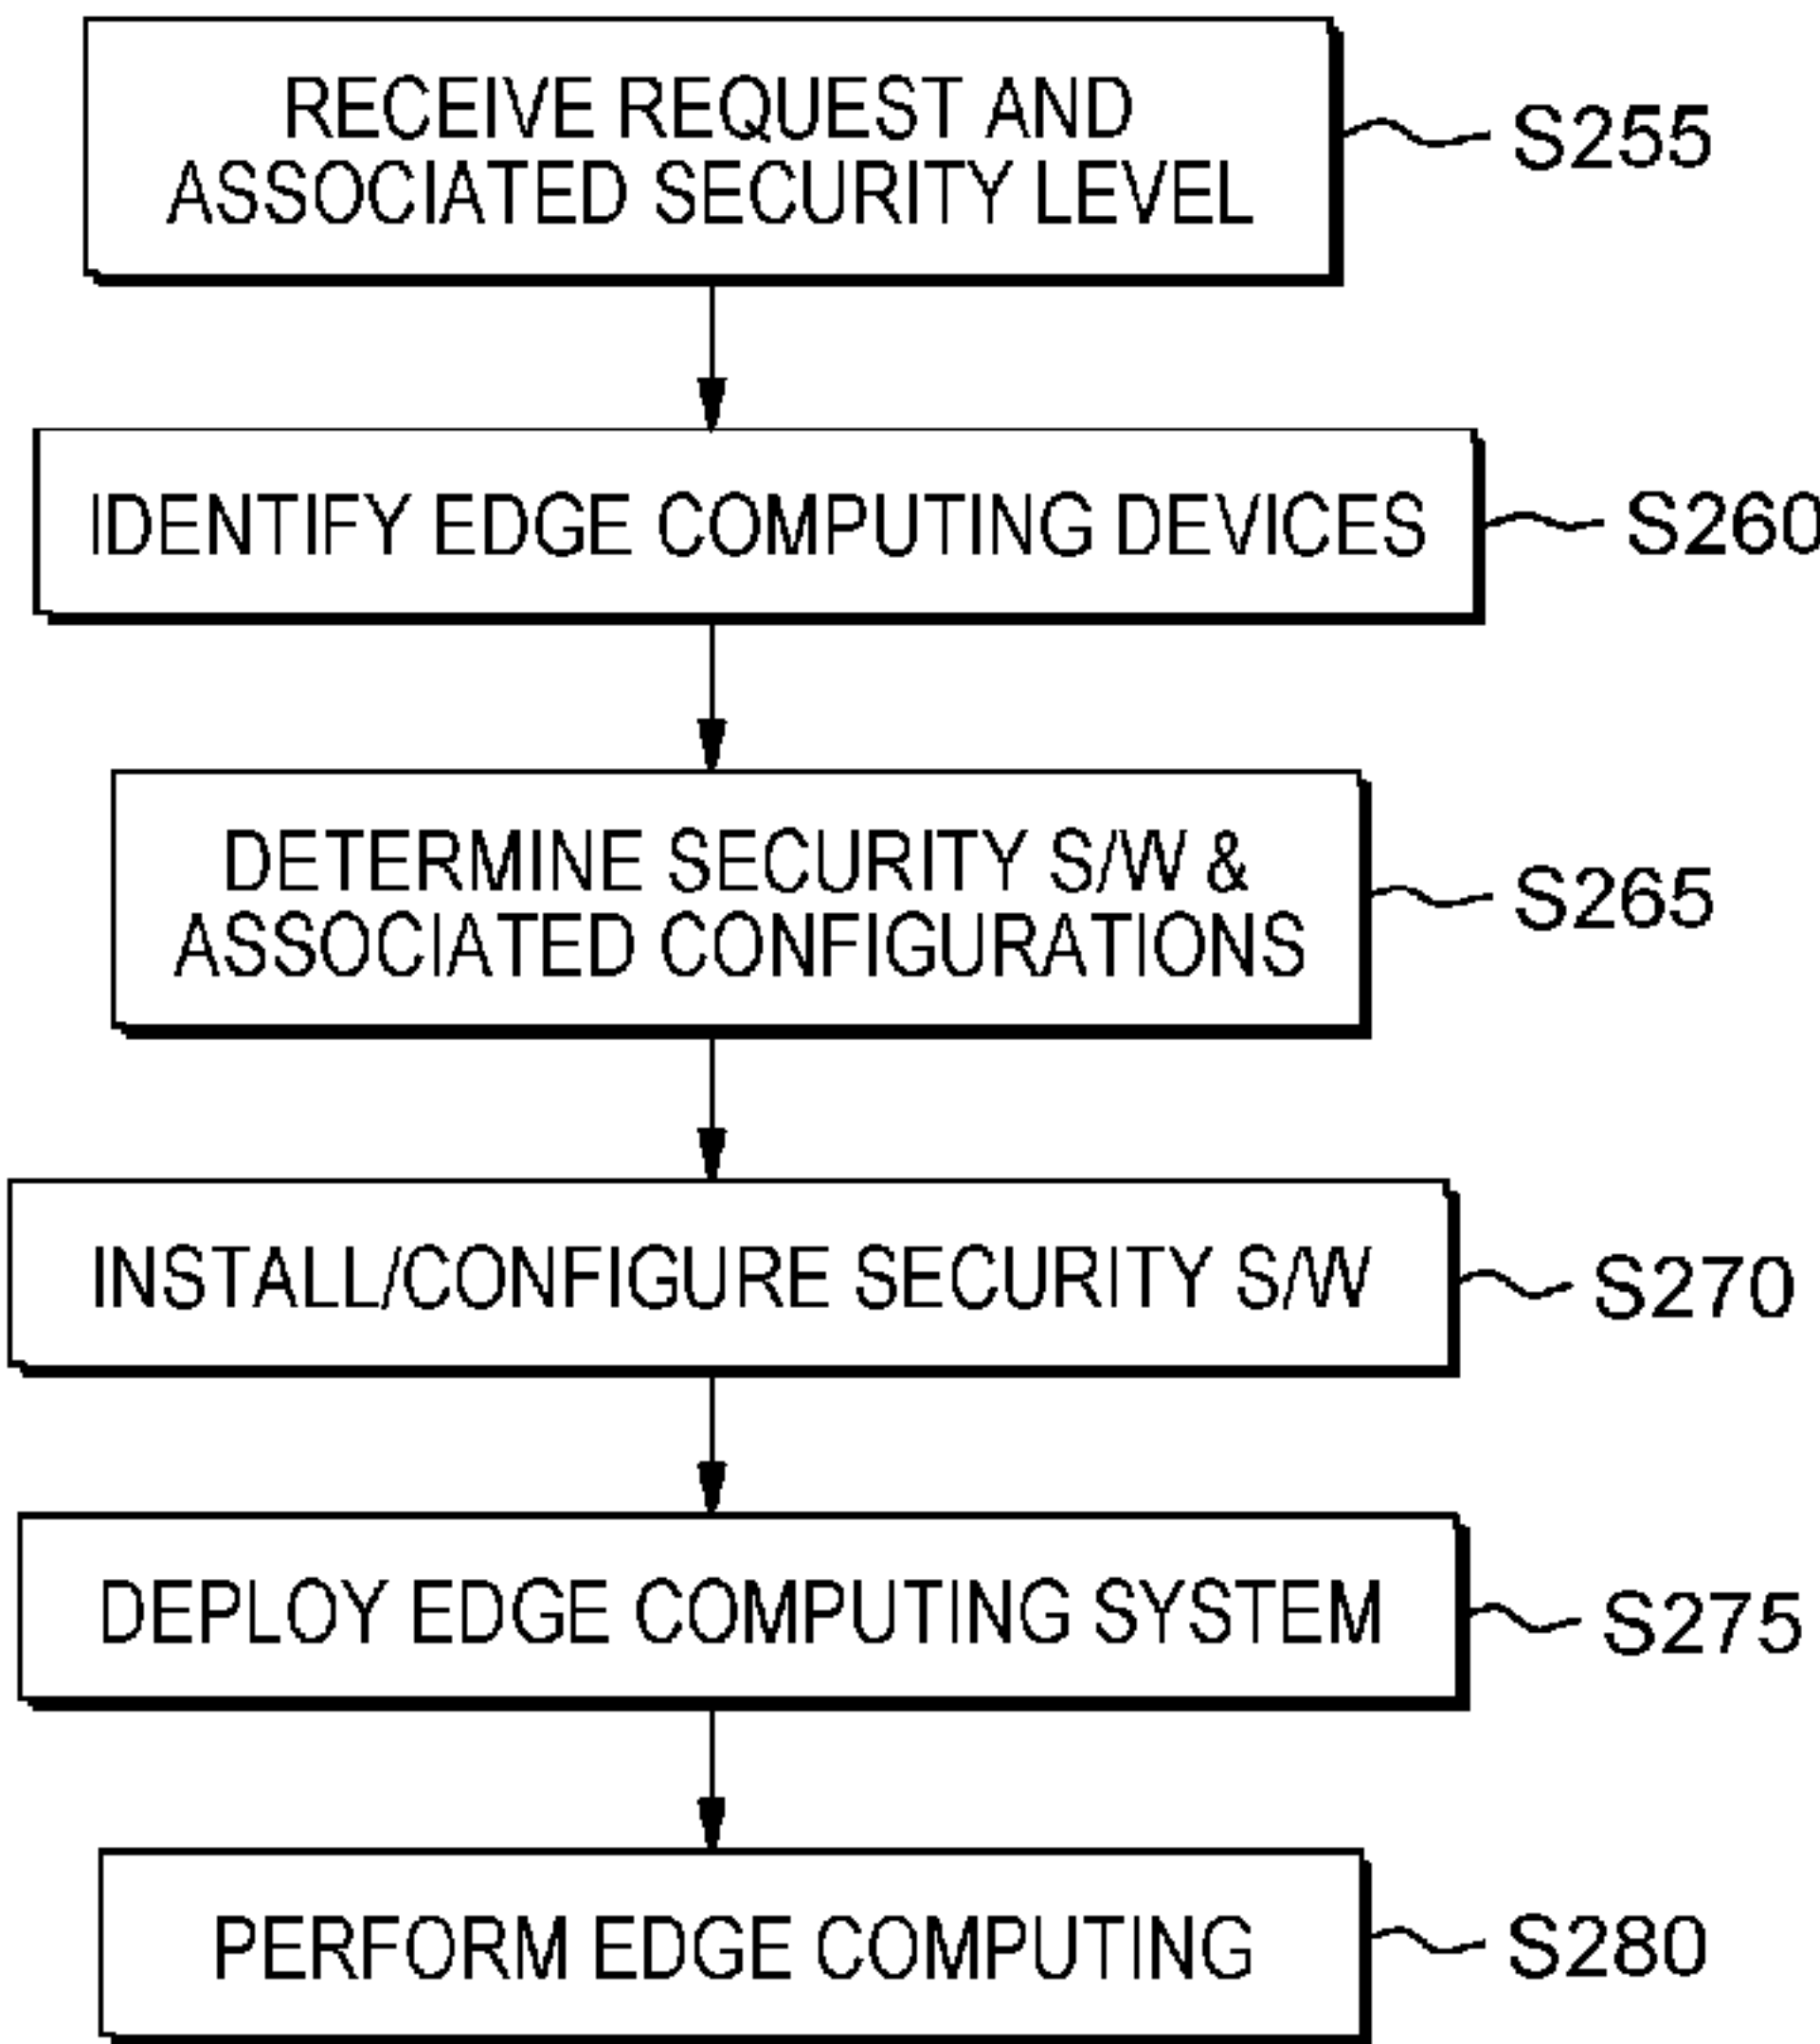 RECEIVE REQUEST AND
ASSOCIATED SECURITY LEVEL
S255
IDENTIFY EDGE COMPUTING DEVICES
S260
DETERMINE SECURITY S/W &
ASSOCIATED CONFIGURATIONS
S265
INSTALL/CONFIGURE SECURITY S/W
S270
DEPLOY EDGE COMPUTING SYSTEM
S275
PERFORM EDGE COMPUTING
S280